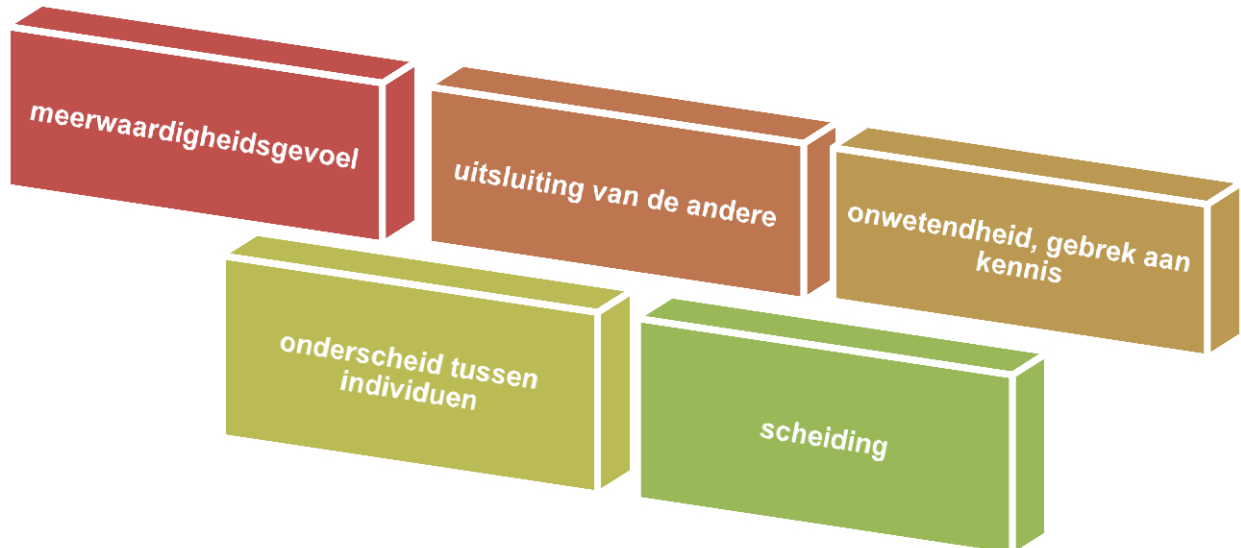 meerwaardigheidsgevoel
uitsluiting van de andere
onwetendheid, gebrek aan
kennis
onderscheid tussen
individuen
scheiding